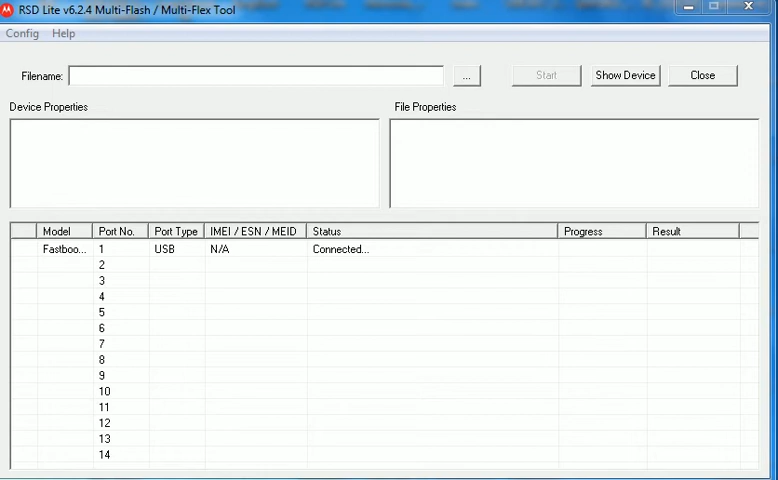 RSD Lite v6.2.4 Multi-Flash / Multi-Flex Tool
Config Help
Filename: ... Start Show Device Close
Device Properties File Properties
Model Port No. Port Type IMEI / ESN / MEID Status Progress Result
Fastboo... 1 USB N/A Connected...
2
3
4
5
6
7
8
9
10
11
12
13
14